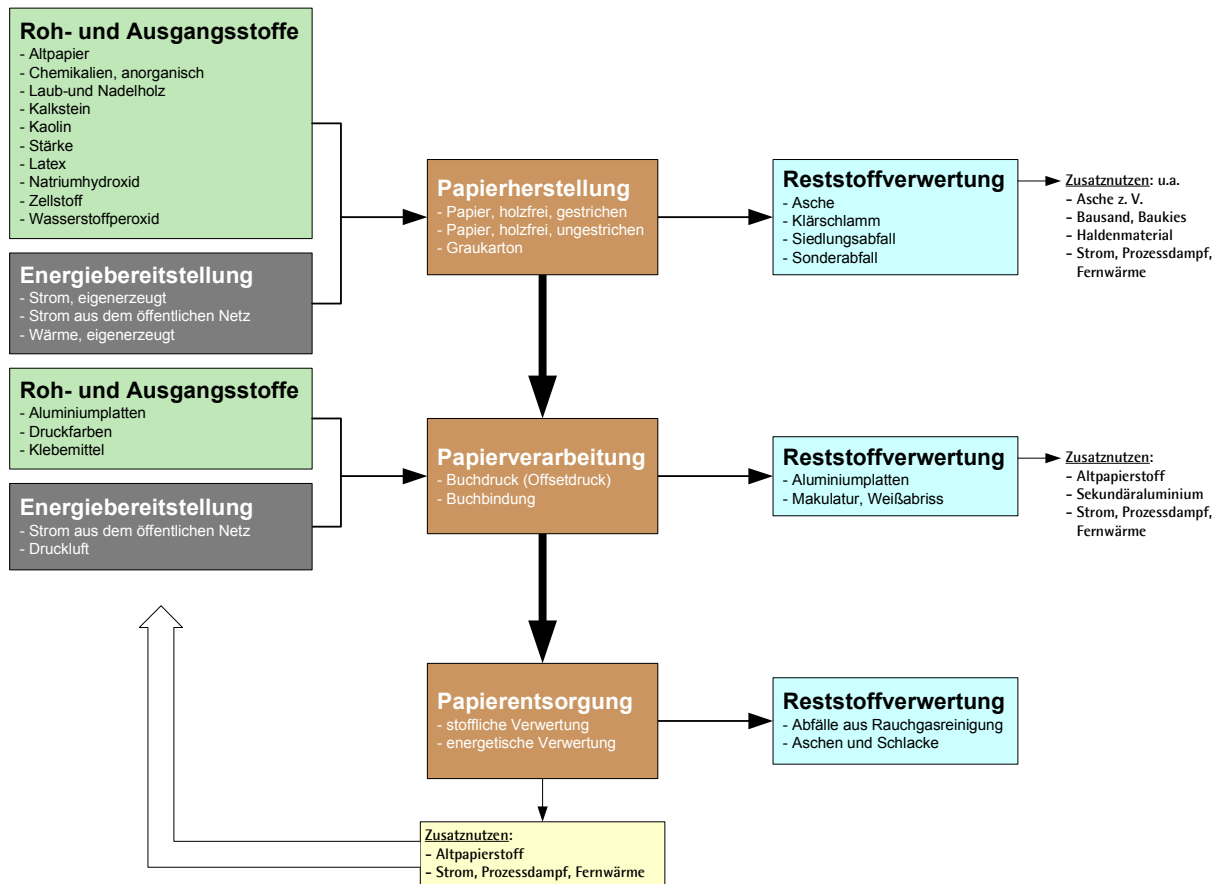 Roh- und Ausgangsstoffe
- Altpapier
- Chemikalien, anorganisch
- Laub-und Nadelholz
- Kalkstein
- Kaolin
- Stärke
- Latex
- Natriumhydroxid
- Zellstoff
- Wasserstoffperoxid
Energiebereitstellung
- Strom, eigenerzeugt
- Strom aus dem öffentlichen Netz
- Wärme, eigenerzeugt
Papierherstellung
- Papier, holzfrei, gestrichen
- Papier, holzfrei, ungestrichen
- Graukarton
Reststoffverwertung
- Asche
- Klärschlamm
- Siedlungsabfall
- Sonderabfall
Zusatznutzen: u.a.
- Asche z. V.
- Bausand, Baukies
- Haldenmaterial
- Strom, Prozessdampf,
Fernwärme
Roh- und Ausgangsstoffe
- Aluminiumplatten
- Druckfarben
- Klebemittel
Energiebereitstellung
- Strom aus dem öffentlichen Netz
- Druckluft
Papierverarbeitung
- Buchdruck (Offsetdruck)
- Buchbindung
Reststoffverwertung
- Aluminiumplatten
- Makulatur, Weißabriss
Zusatznutzen:
- Altpapierstoff
- Sekundäraluminium
- Strom, Prozessdampf,
Fernwärme
Papierentsorgung
- stoffliche Verwertung
- energetische Verwertung
Reststoffverwertung
- Abfälle aus Rauchgasreinigung
- Aschen und Schlacke
Zusatznutzen:
- Altpapierstoff
- Strom, Prozessdampf, Fernwärme